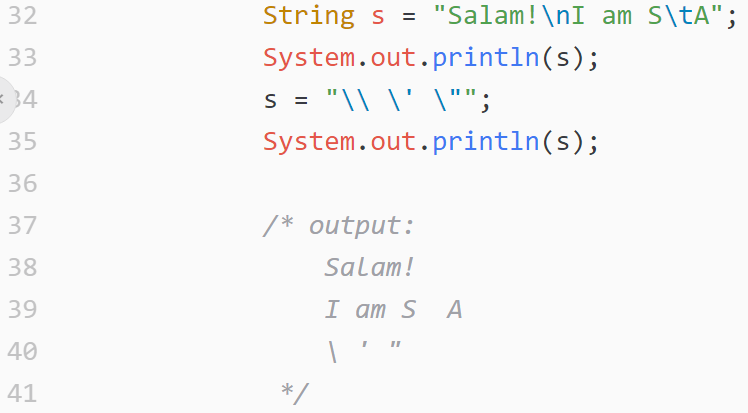 32 String s = "Salam!\nI am S\tA";
33 System.out.println(s);
34 s = "\\ \' \"";
35 System.out.println(s);
36
37 /* output:
38 Salam!
39 I am S  A
40 \ ' "
41 */